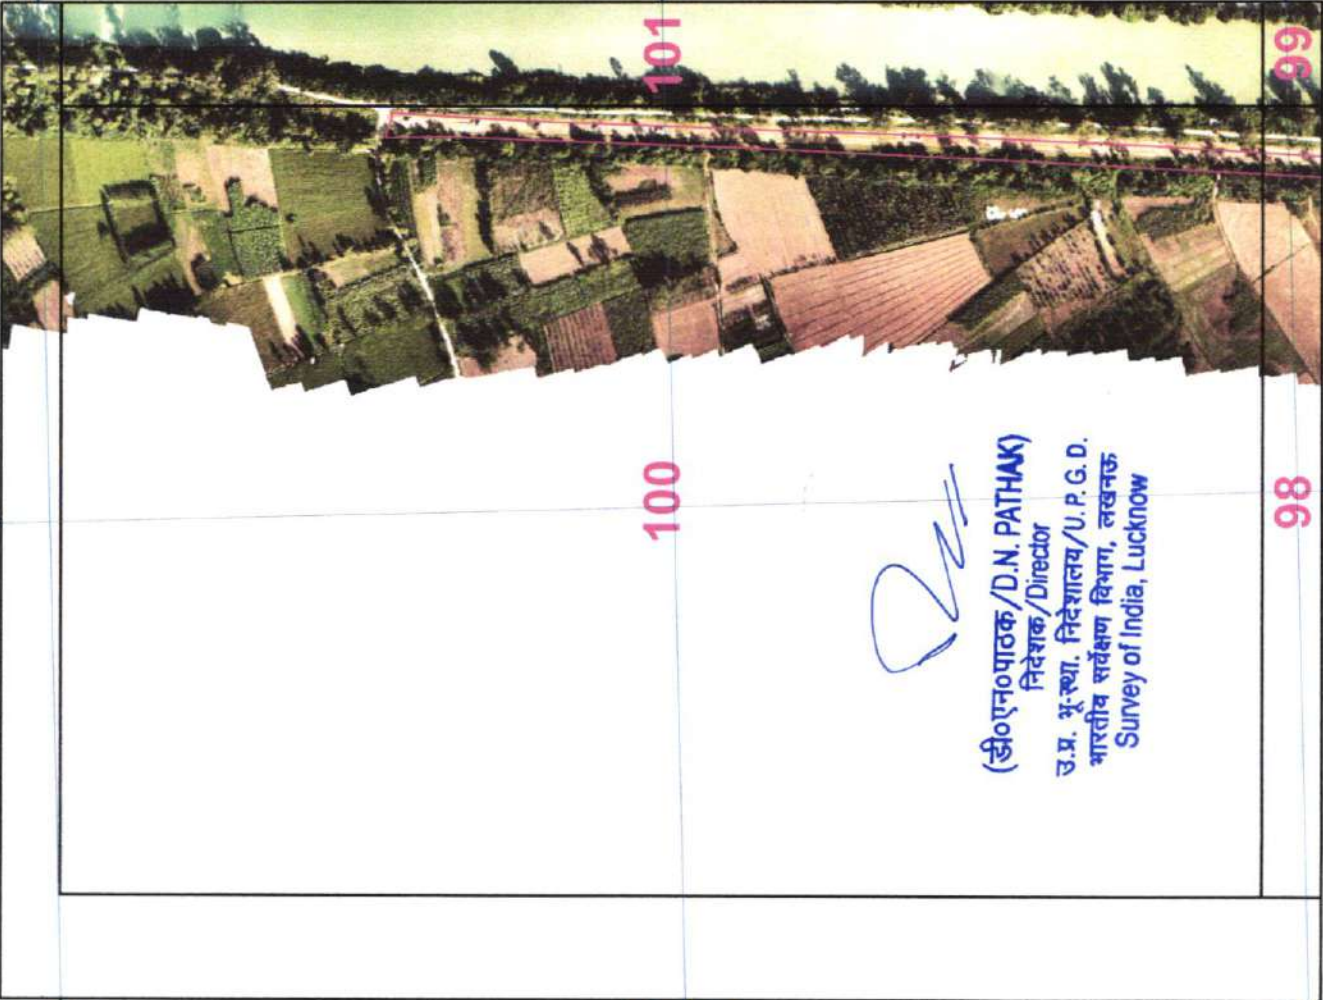 101
99
100
98
(डी०एन०पाठक/D.N. PATHAK)
निदेशक/Director
उ.प्र. भू-स्था. निदेशालय/U.P.G.D.
भारतीय सर्वेक्षण विभाग, लखनऊ
Survey of India, Lucknow